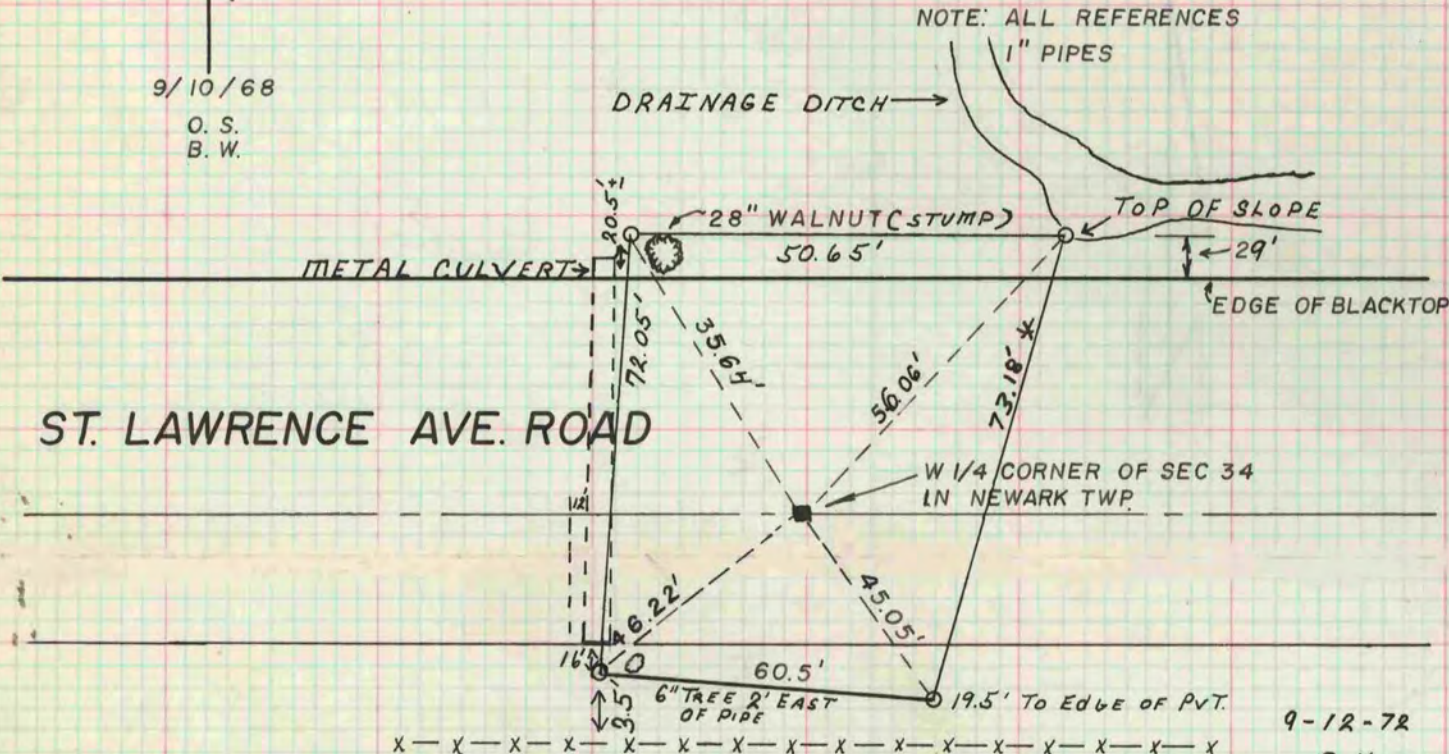 NOTE: ALL REFERENCES
1" PIPES
9/10/68
O. S.
B. W.
DRAINAGE DITCH
20.5'±1
28" WALNUT (STUMP)
TOP OF SLOPE
50.65'
29'
METAL CULVERT
EDGE OF BLACKTOP
72.05'
35.64'
56.06'
73.18' *
ST. LAWRENCE AVE. ROAD
W 1/4 CORNER OF SEC 34
IN NEWARK TWP.
12'
46.22'
45.05'
16'
60.5'
6" TREE 2' EAST
OF PIPE
3.5'
19.5' TO EDGE OF PVT.
9-12-72
x — x — x — x — x — x — x — x — x — x — x — x — x — x — x — x